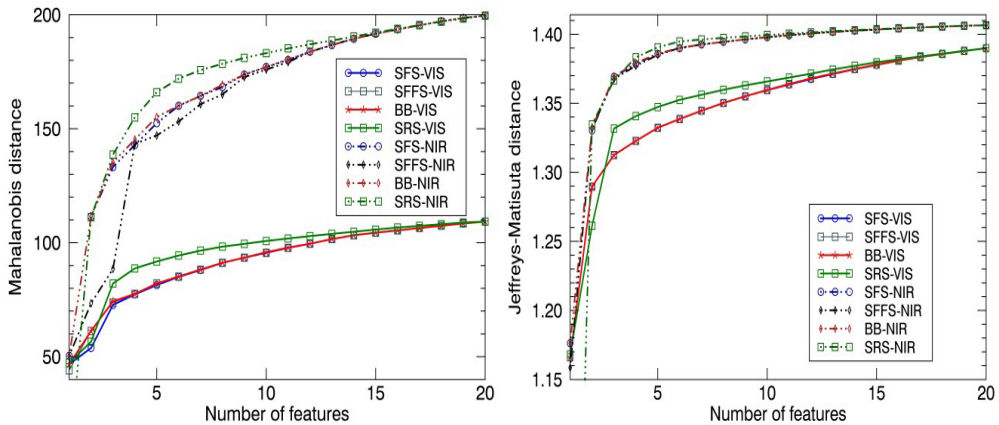 Mahalanobis distance
200
150
100
50
5
10
15
20
Number of features
SFS-VIS
SFFS-VIS
BB-VIS
SRS-VIS
SFS-NIR
SFFS-NIR
BB-NIR
SRS-NIR
Jeffreys-Matisuta distance
1.40
1.35
1.30
1.25
1.20
1.15
5
10
15
20
Number of features
SFS-VIS
SFFS-VIS
BB-VIS
SRS-VIS
SFS-NIR
SFFS-NIR
BB-NIR
SRS-NIR